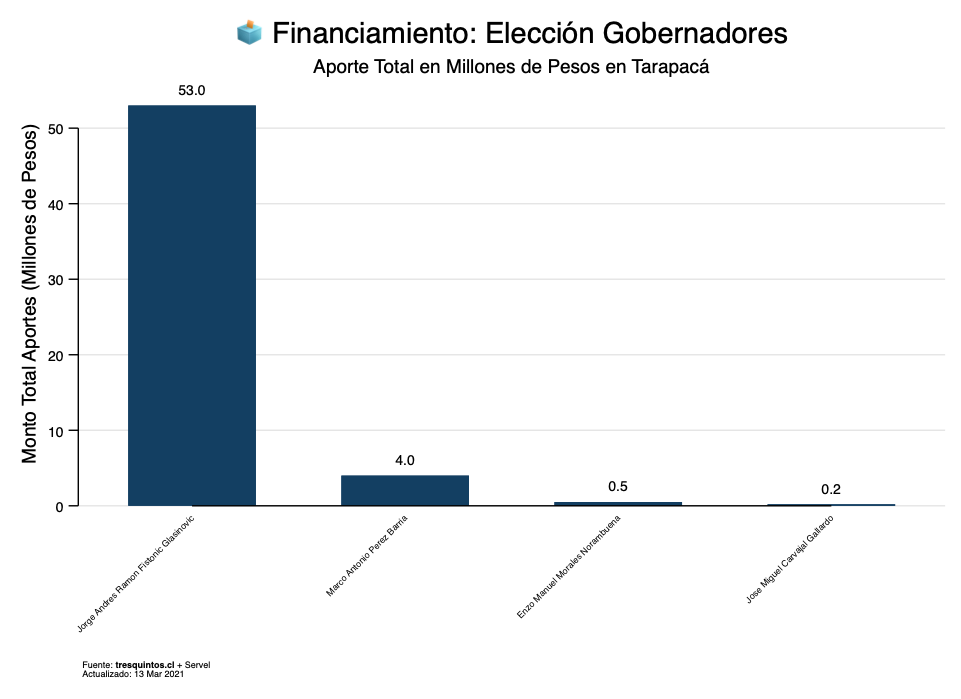 Financiamiento: Elección Gobernadores
Aporte Total en Millones de Pesos en Tarapacá
Monto Total Aportes (Millones de Pesos)
50
40
30
20
10
0
53.0
4.0
0.5
0.2
Jorge Andres Ramon Fistonic Glasinovic
Marco Antonio Perez Barria
Enzo Manuel Morales Norambuena
Jose Miguel Carvajal Gallardo
Fuente: tresquintos.cl + Servel
Actualizado: 13 Mar 2021